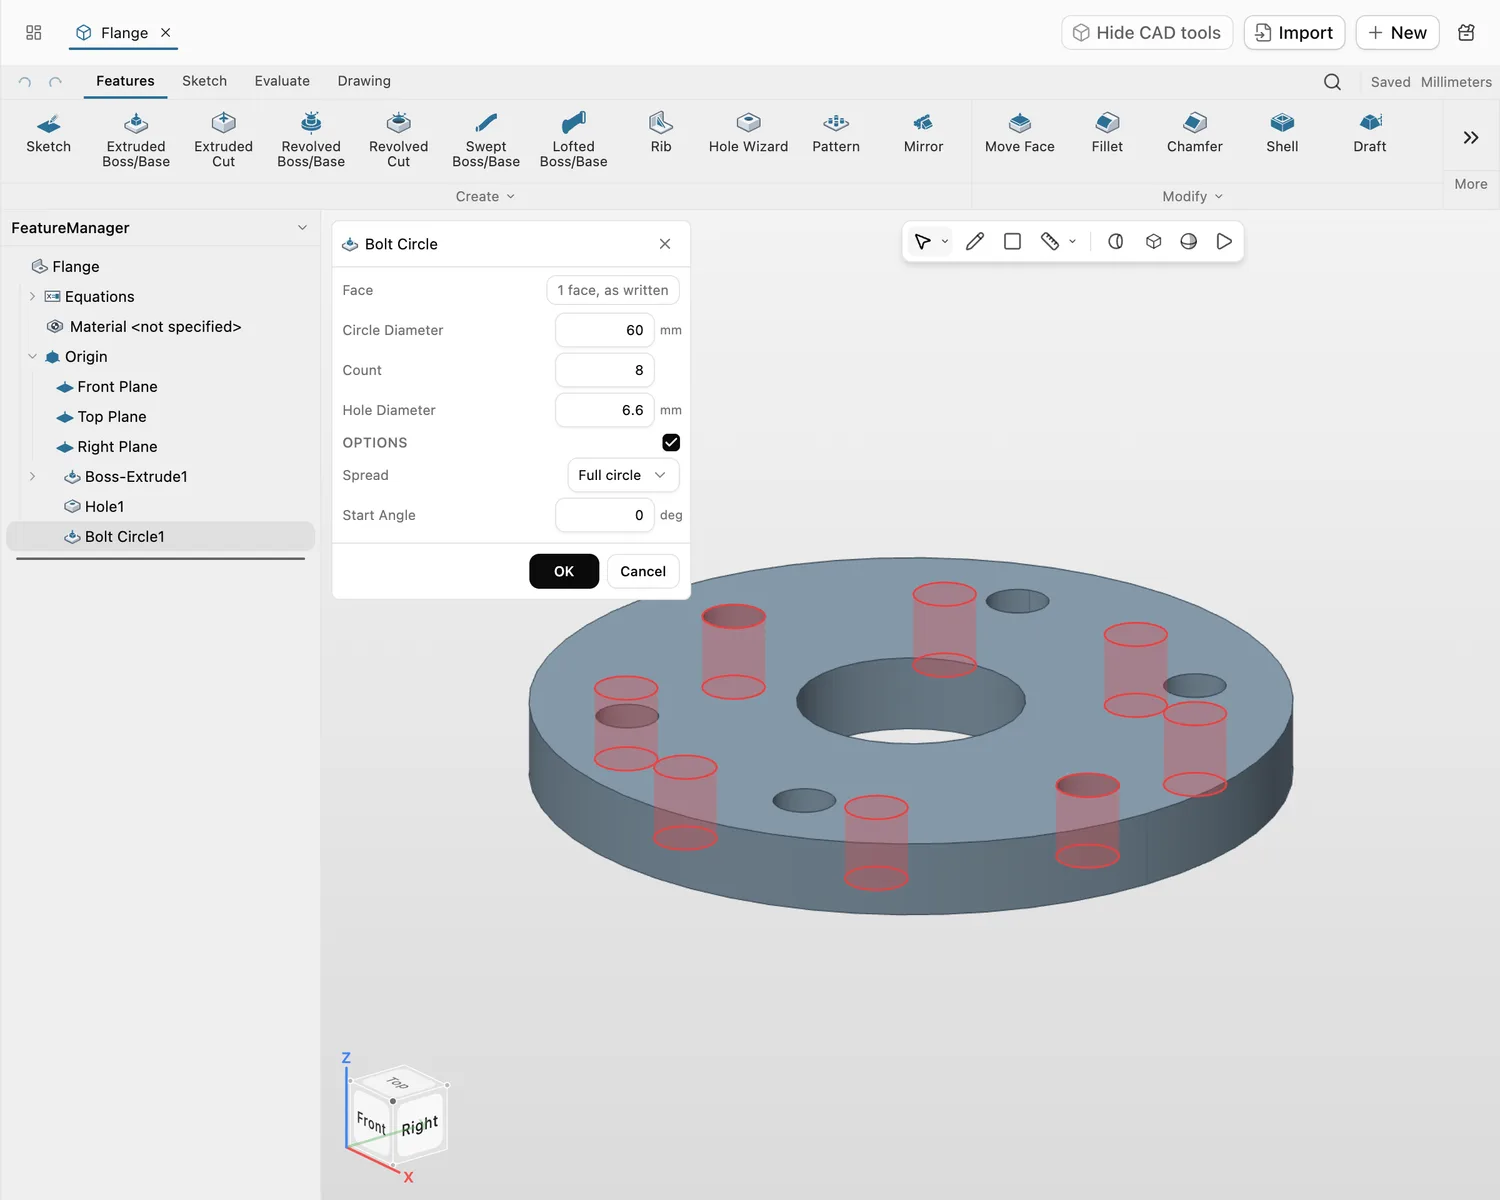 Flange
Hide CAD tools
Import
New
Features
Sketch
Evaluate
Drawing
Saved
Millimeters
Sketch
Extruded
Boss/Base
Extruded
Cut
Revolved
Boss/Base
Revolved
Cut
Swept
Boss/Base
Lofted
Boss/Base
Rib
Hole Wizard
Pattern
Mirror
Move Face
Fillet
Chamfer
Shell
Draft
More
Create
Modify
FeatureManager
Flange
Equations
Material <not specified>
Origin
Front Plane
Top Plane
Right Plane
Boss-Extrude1
Hole1
Bolt Circle1
Bolt Circle
Face
1 face, as written
Circle Diameter
60 mm
Count
8
Hole Diameter
6.6 mm
OPTIONS
Spread
Full circle
Start Angle
0 deg
OK
Cancel
Z
Top
Front
Right
X